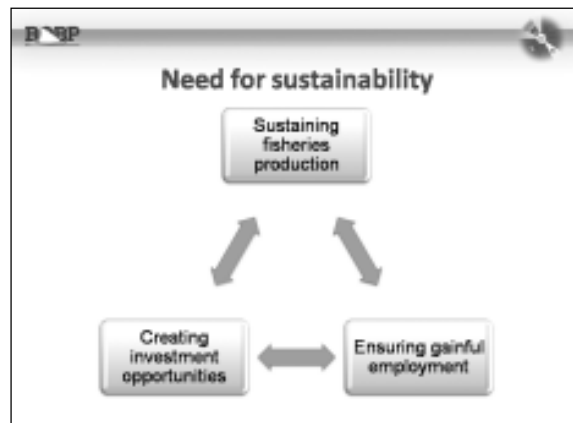 Need for sustainability
Sustaining
fisheries
production
Creating
investment
opportunities
Ensuring gainful
employment